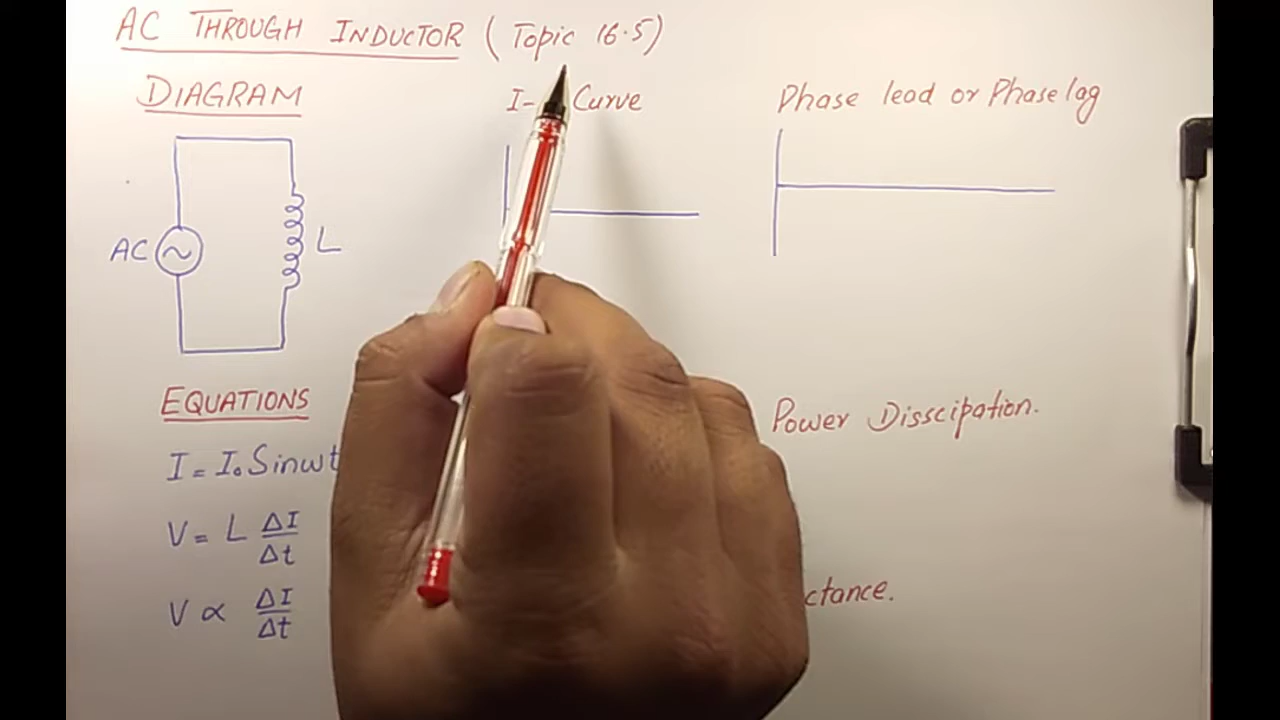 AC THROUGH INDUCTOR (Topic 16.5)
DIAGRAM
I- Curve
Phase lead or Phase lag
AC
L
EQUATIONS
I = I₀ Sinwt
V = L ΔI/Δt
V ∝ ΔI/Δt
Power Disscipation.